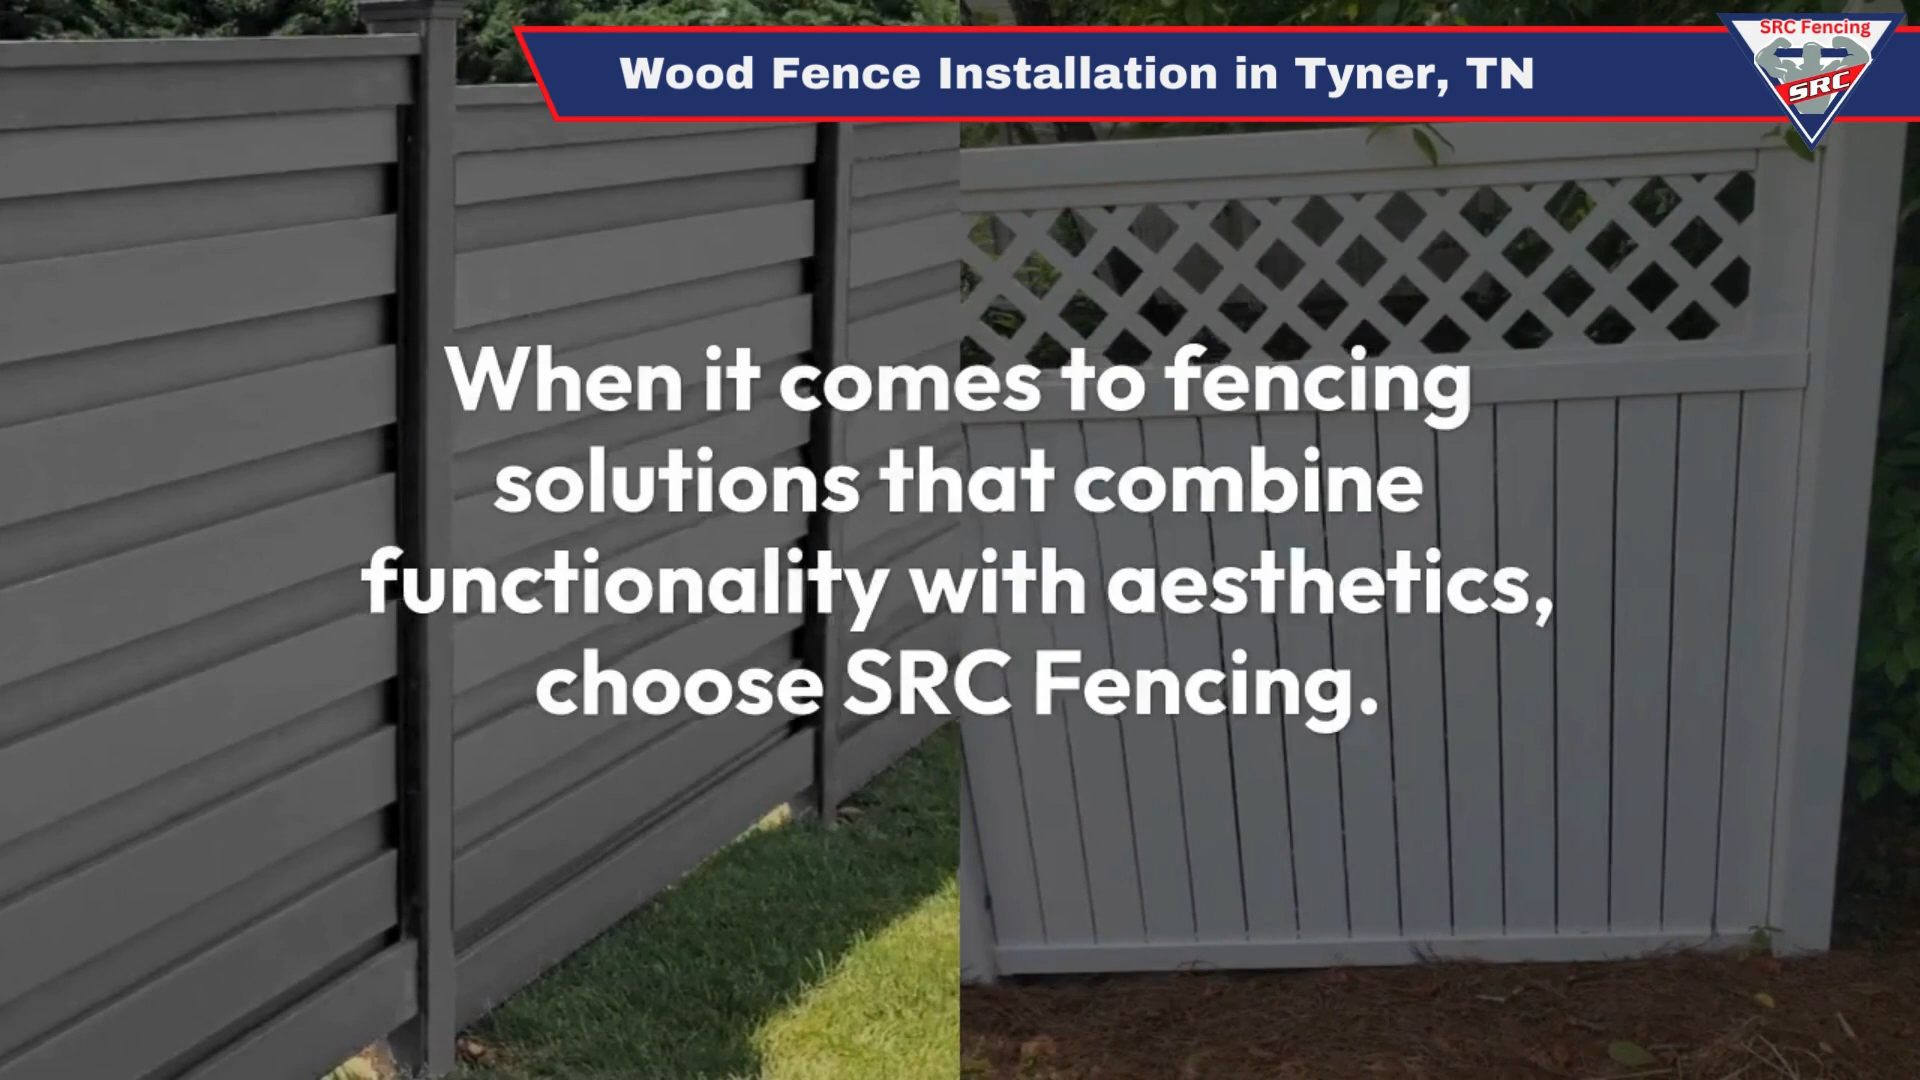 Wood Fence Installation in Tyner, TN
SRC Fencing
SRC
When it comes to fencing
solutions that combine
functionality with aesthetics,
choose SRC Fencing.